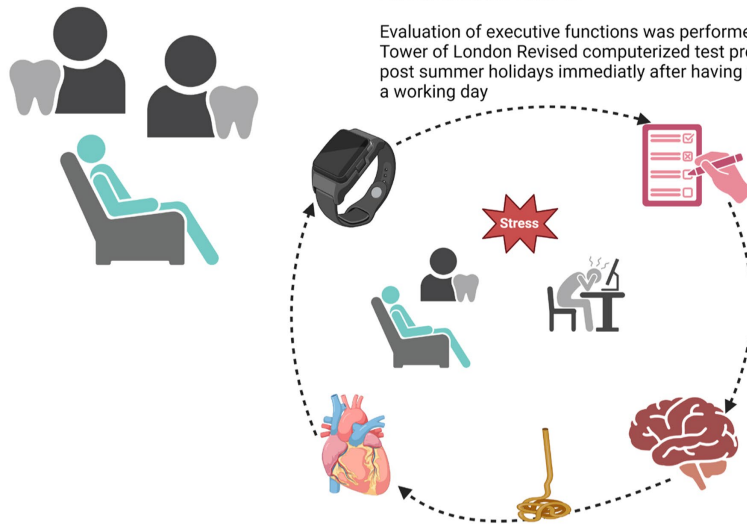 Evaluation of executive functions was performe
Tower of London Revised computerized test pre
post summer holidays immediatly after having
a working day
Stress